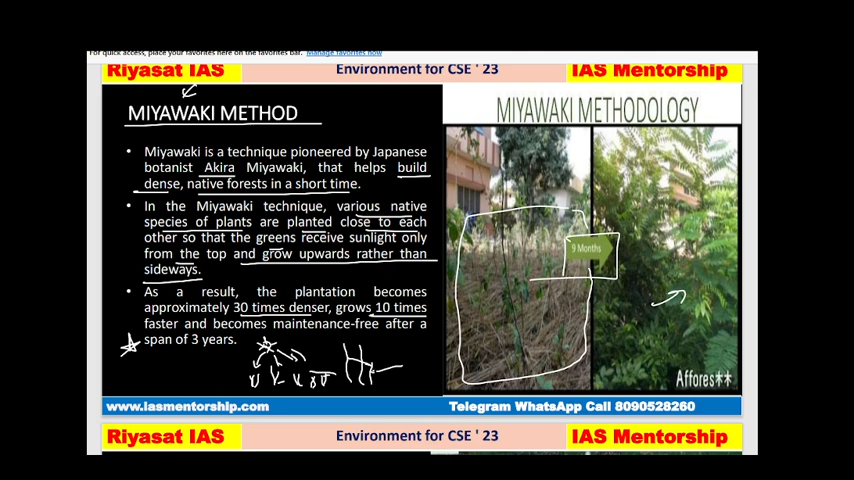 For quick access, place your favorites here on the favorites bar. Manage favorites now
Riyasat IAS
Environment for CSE ' 23
IAS Mentorship
MIYAWAKI METHOD
• Miyawaki is a technique pioneered by Japanese
botanist Akira Miyawaki, that helps build
dense, native forests in a short time.
• In the Miyawaki technique, various native
species of plants are planted close to each
other so that the greens receive sunlight only
from the top and grow upwards rather than
sideways.
• As a result, the plantation becomes
approximately 30 times denser, grows 10 times
faster and becomes maintenance-free after a
span of 3 years.
MIYAWAKI METHODOLOGY
9 Months
Affores**
www.iasmentorship.com
Telegram WhatsApp Call 8090528260
Riyasat IAS
Environment for CSE ' 23
IAS Mentorship